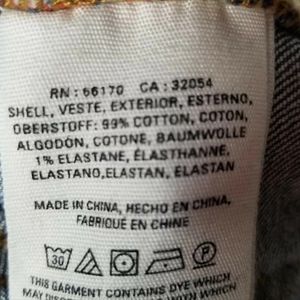 RN : 66170 CA : 32054
SHELL, VESTE, EXTERIOR, ESTERNO,
OBERSTOFF: 99% COTTON, COTON,
ALGODÓN, COTONE, BAUMWOLLE
1% ELASTANE, ÉLASTHANNE,
ELASTANO,ELASTAN, ELASTAN
MADE IN CHINA, HECHO EN CHINA,
FABRIQUÉ EN CHINE
30 P
THIS GARMENT CONTAINS DYE WHICH